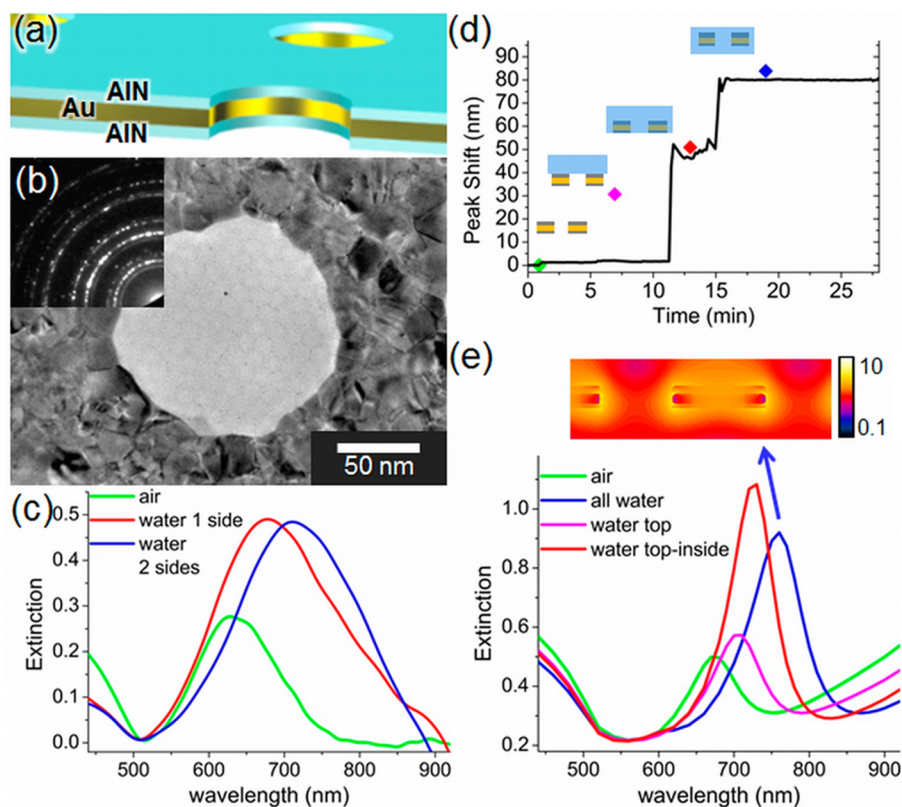 (a)
AlN
Au
AlN
(b)
50 nm
(c)
air
water 1 side
water
2 sides
Extinction
0.5
0.4
0.3
0.2
0.1
0.0
500 600 700 800 900
wavelength (nm)
(d)
Peak Shift (nm)
90
80
70
60
50
40
30
20
10
0
0 5 10 15 20 25
Time (min)
(e)
10
0.1
air
all water
water top
water top-inside
Extinction
1.0
0.8
0.6
0.4
0.2
500 600 700 800 900
wavelength (nm)